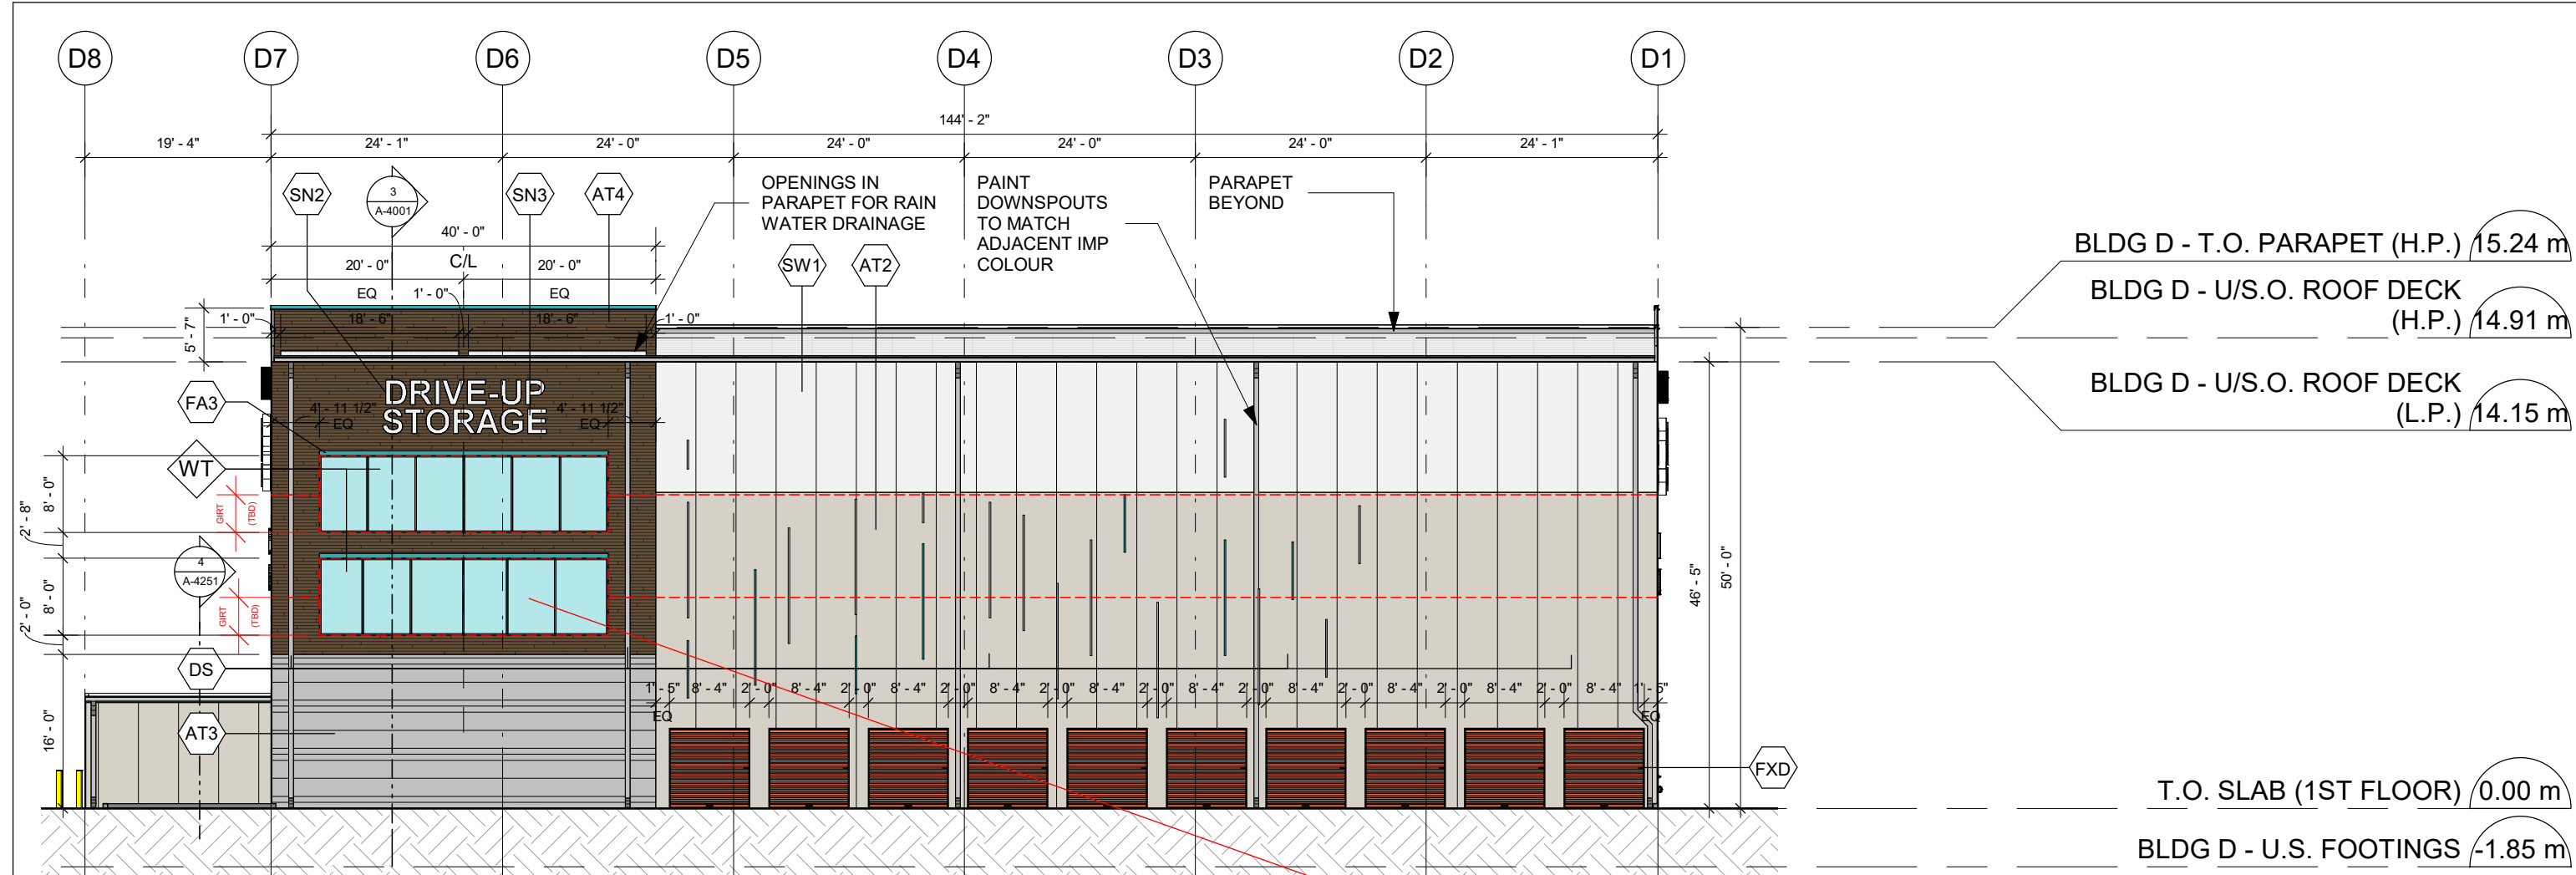 D8
D7
D6
D5
D4
D3
D2
D1
144' - 2"
19' - 4"
24' - 1"
24' - 0"
24' - 0"
24' - 0"
24' - 0"
24' - 1"
SN2
3
A-4001
SN3
AT4
OPENINGS IN
PARAPET FOR RAIN
WATER DRAINAGE
PAINT
DOWNSPOUTS
TO MATCH
ADJACENT IMP
COLOUR
PARAPET
BEYOND
40' - 0"
20' - 0"
C/L
20' - 0"
EQ
1' - 0"
EQ
SW1
AT2
BLDG D - T.O. PARAPET (H.P.)
15.24 m
BLDG D - U/S.O. ROOF DECK
(H.P.)
14.91 m
BLDG D - U/S.O. ROOF DECK
(L.P.)
14.15 m
5' - 7"
1' - 0"
18' - 6"
18' - 6"
1' - 0"
FA3
DRIVE-UP
STORAGE
4' - 11 1/2"
EQ
4' - 11 1/2"
EQ
WT
8' - 0"
2' - 8"
GIRT
(TBD)
4
A-4251
8' - 0"
2' - 0"
GIRT
(TBD)
46' - 5"
50' - 0"
DS
1' - 5"
8' - 4"
2' - 0"
8' - 4"
2' - 0"
8' - 4"
2' - 0"
8' - 4"
2' - 0"
8' - 4"
2' - 0"
8' - 4"
2' - 0"
8' - 4"
2' - 0"
8' - 4"
2' - 0"
8' - 4"
2' - 0"
8' - 4"
1' - 5"
EQ
EQ
16' - 0"
AT3
FXD
T.O. SLAB (1ST FLOOR)
0.00 m
BLDG D - U.S. FOOTINGS
-1.85 m